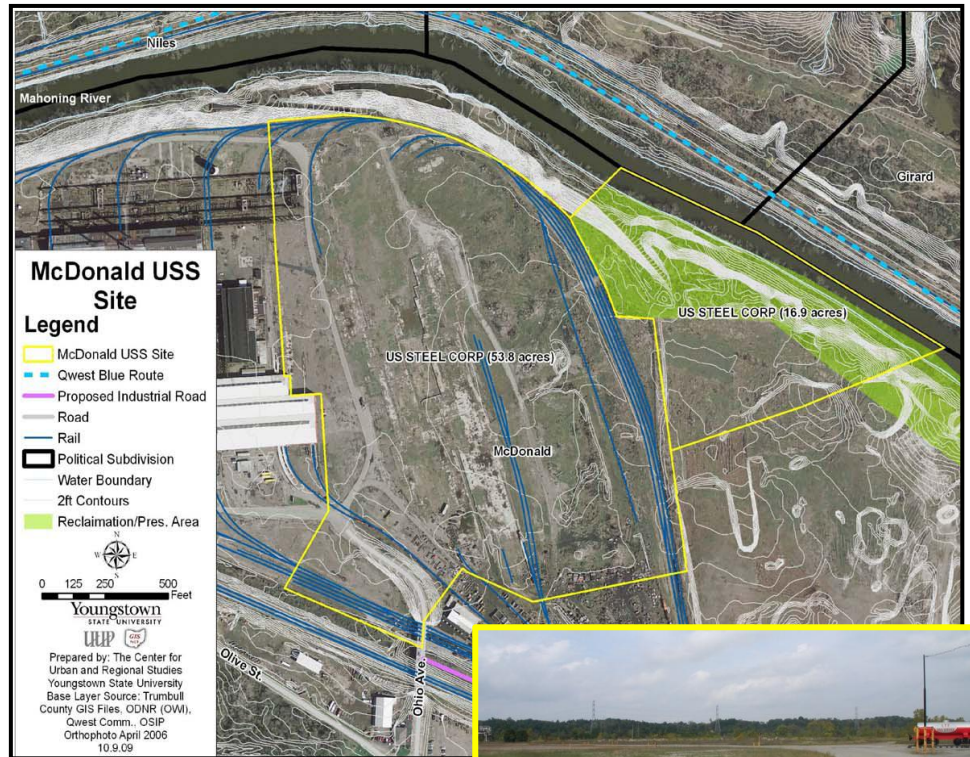 Niles
Mahoning River
Girard
McDonald USS
Site
Legend
McDonald USS Site
Qwest Blue Route
Proposed Industrial Road
Road
Rail
Political Subdivision
Water Boundary
2ft Contours
Reclamation/Pres. Area
N
W E
S
0 125 250 500
Feet
Youngstown
STATE UNIVERSITY
GIS
Prepared by: The Center for
Urban and Regional Studies
Youngstown State University
Base Layer Source: Trumbull
County GIS Files, ODNR (OWI),
Qwest Comm., OSIP
Orthophoto April 2006
10.9.09
US STEEL CORP (16.9 acres)
US STEEL CORP (53.8 acres)
McDonald
Olive St.
Ohio Ave.